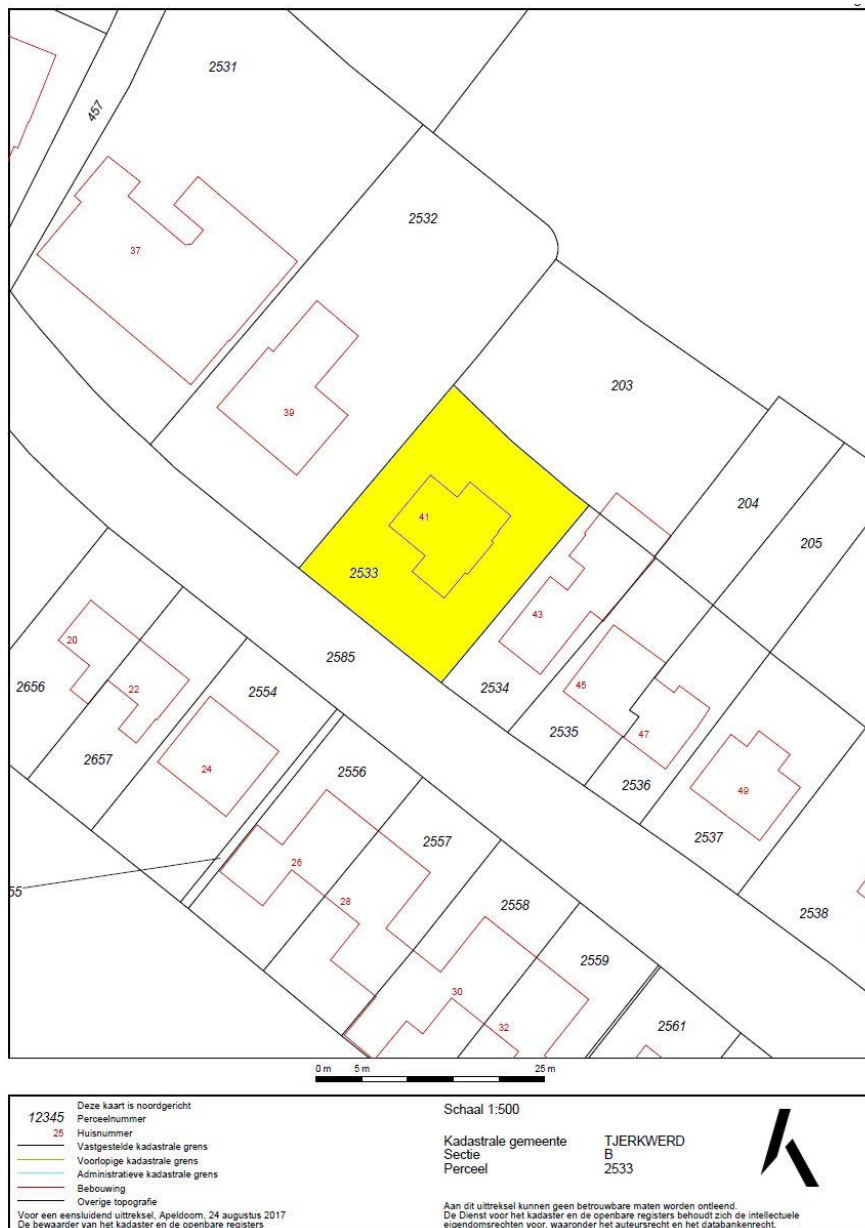 2531
457
37
2532
39
203
41
2533
204
205
43
2534
45
2535
47
2536
49
2537
2538
2585
20
22
2656
2657
2554
24
2556
26
28
2557
2558
30
32
2559
2561
55
0 m 5 m 25 m
Deze kaart is noordgericht
12345 Perceelnummer
25 Huisnummer
Vastgestelde kadastrale grens
Voorlopige kadastrale grens
Administratieve kadastrale grens
Bebouwing
Overige topografie
Voor een eensluidend uittreksel, Apeldoorn, 24 augustus 2017
De bewaarder van het kadaster en de openbare registers
Schaal 1:500
Kadastrale gemeente TJERKWERD
Sectie B
Perceel 2533
Aan dit uittreksel kunnen geen betrouwbare maten worden ontleend.
De Dienst voor het kadaster en de openbare registers behoudt zich de intellectuele
eigendomsrechten voor, waaronder het auteursrecht en het databankenrecht.